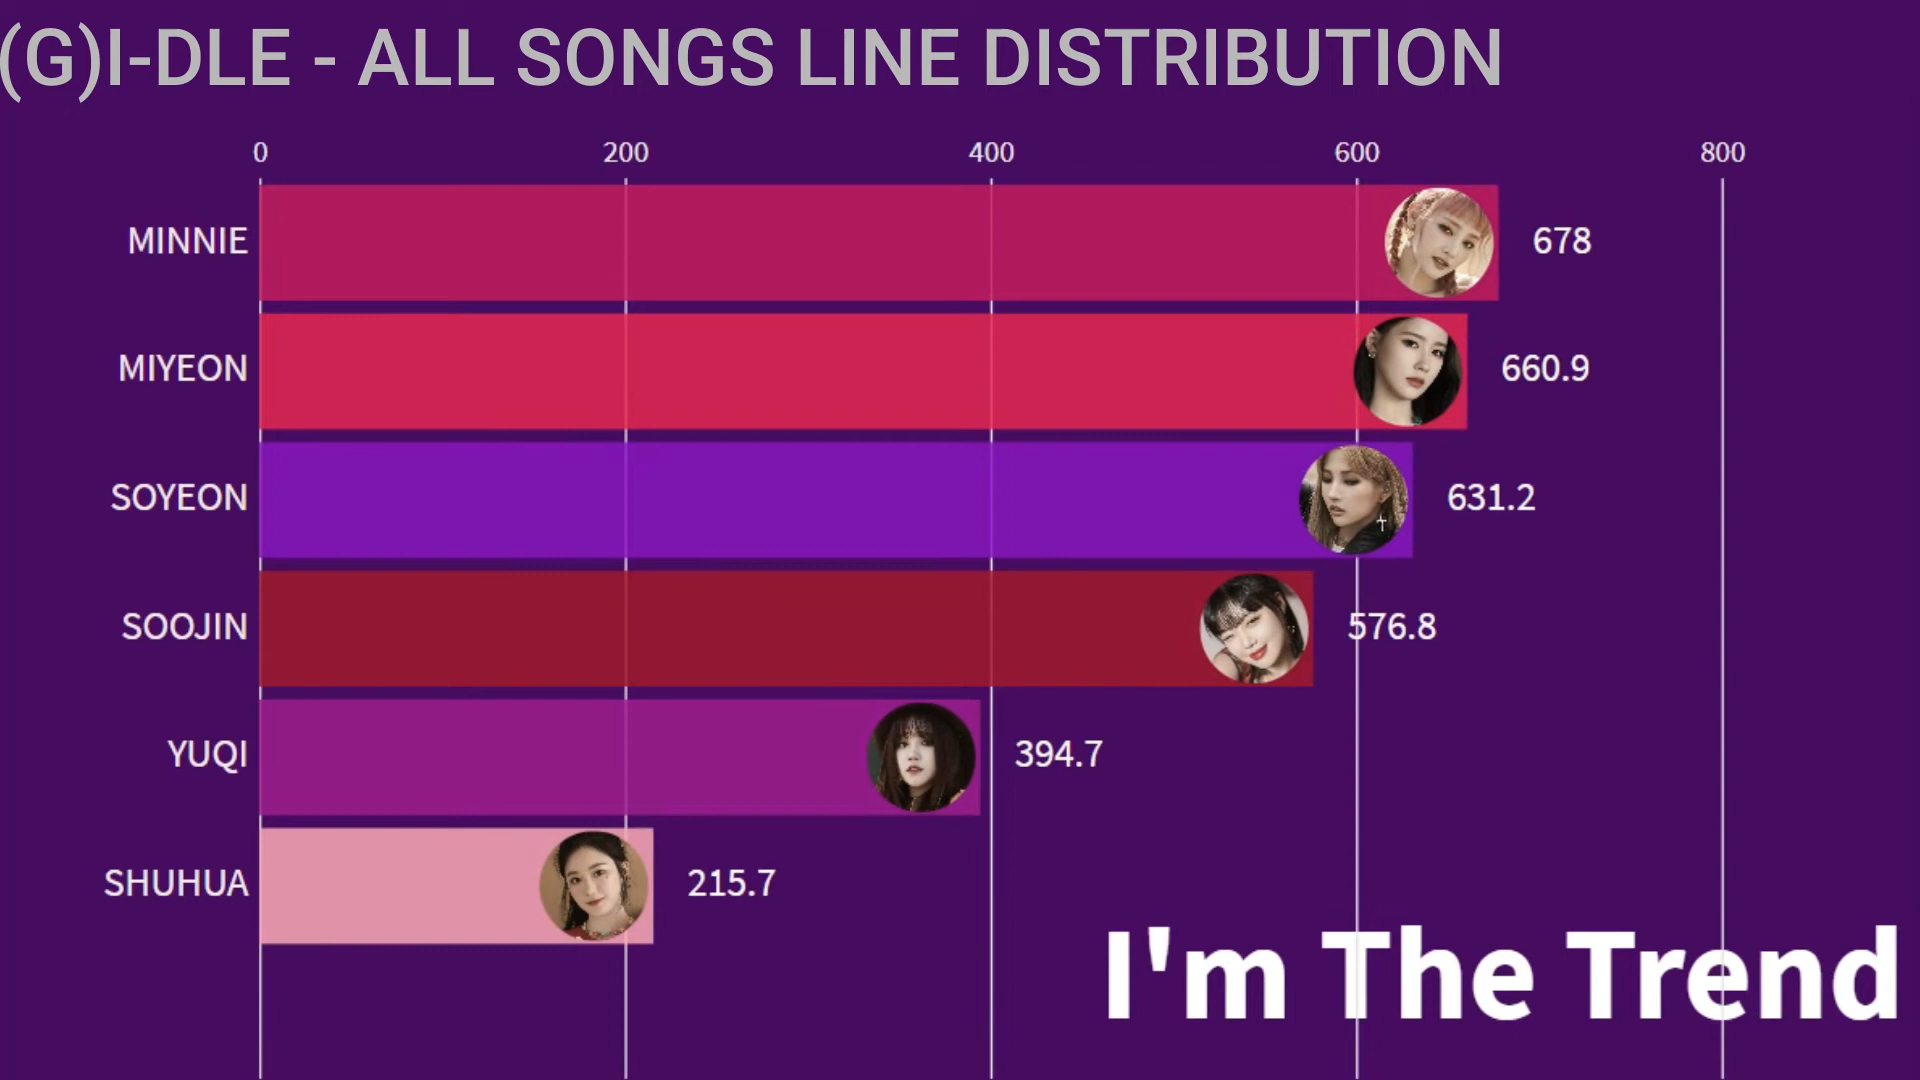 (G)I-DLE - ALL SONGS LINE DISTRIBUTION
0 200 400 600 800
MINNIE 678
MIYEON 660.9
SOYEON 631.2
SOOJIN 576.8
YUQI 394.7
SHUHUA 215.7
I'm The Trend